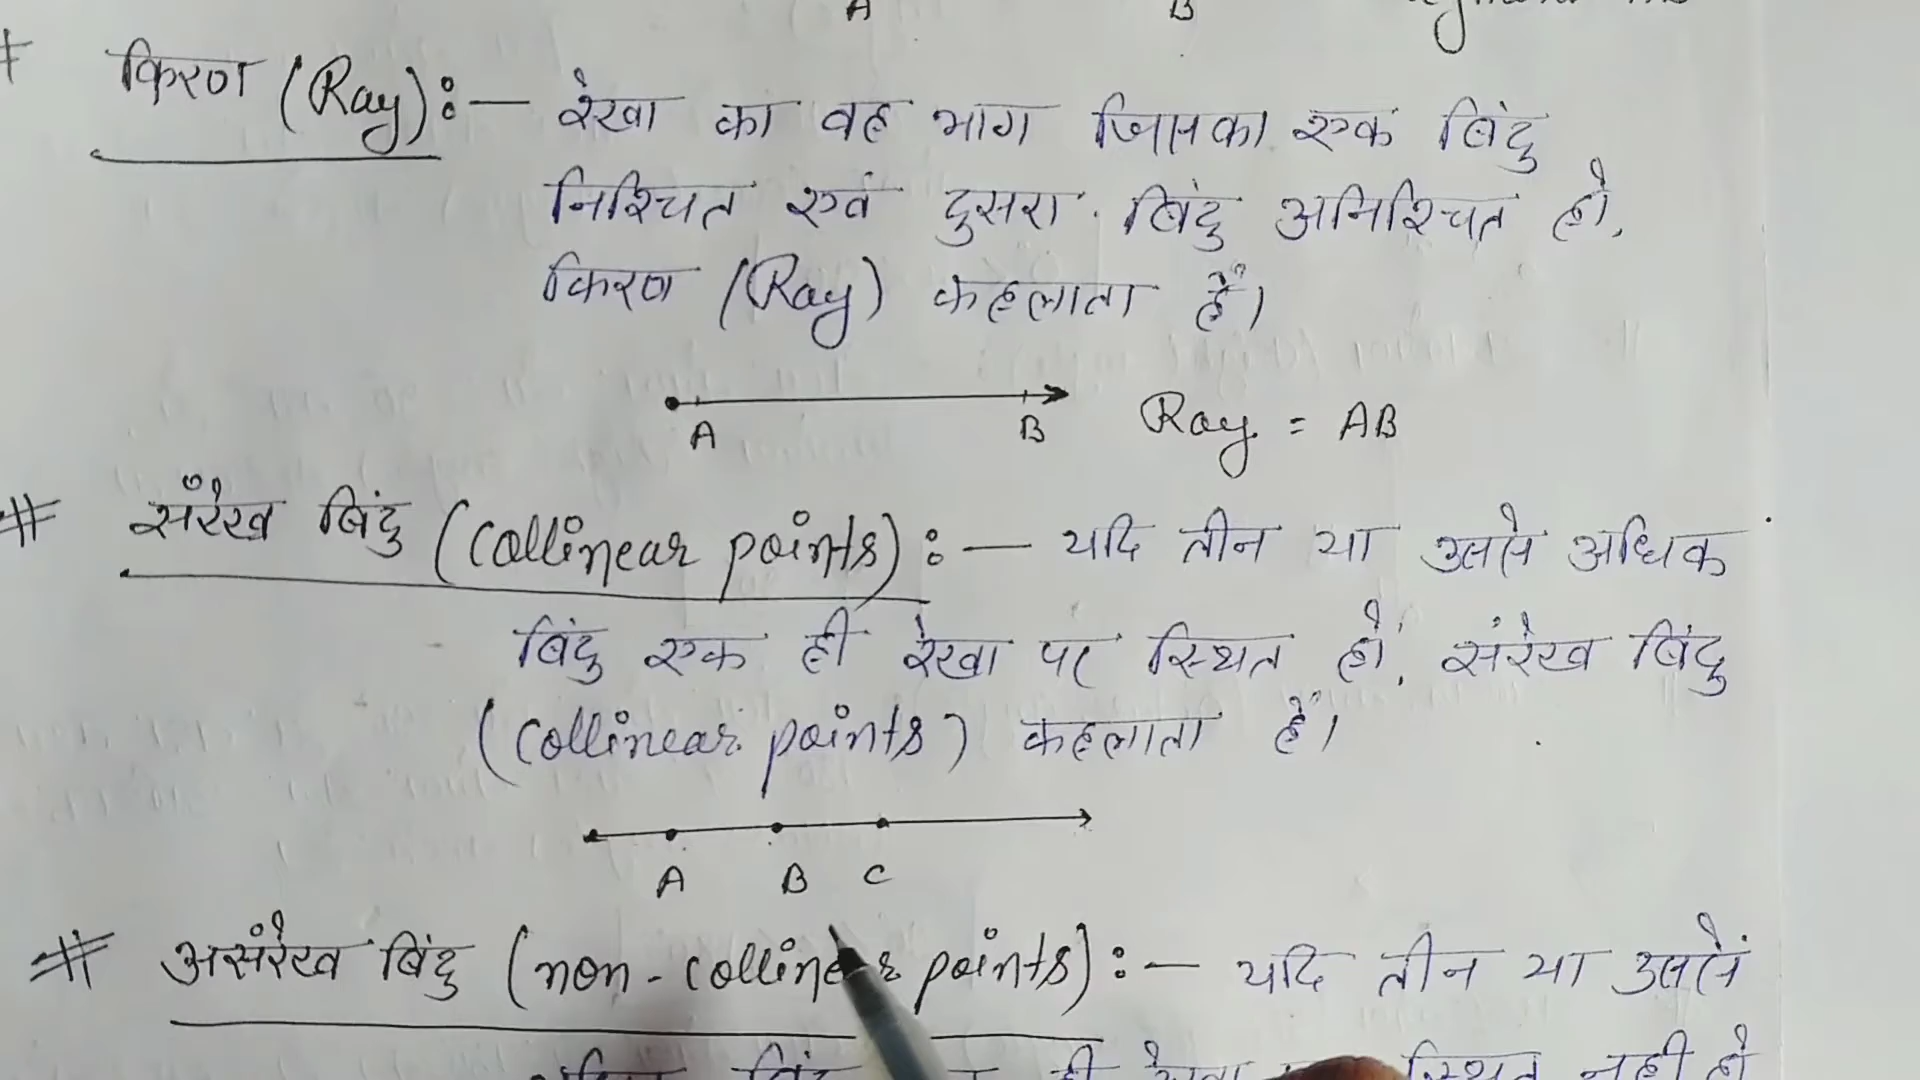 A B
# किरण (Ray):— रेखा का वह भाग जिसका एक बिंदु
निश्चित एवं दुसरा बिंदु अनिश्चित हो,
किरण (Ray) कहलाता हैं।
A B Ray = AB
# संरेख बिंदु (Collinear points):— यदि तीन या उससे अधिक
बिंदु एक ही रेखा पर स्थित हो, संरेख बिंदु
(Collinear points) कहलाता हैं।
A B C
# असंरेख बिंदु (non-collinear points):— यदि तीन या उससें
बिंदु ही रेखा स्थित नही हो